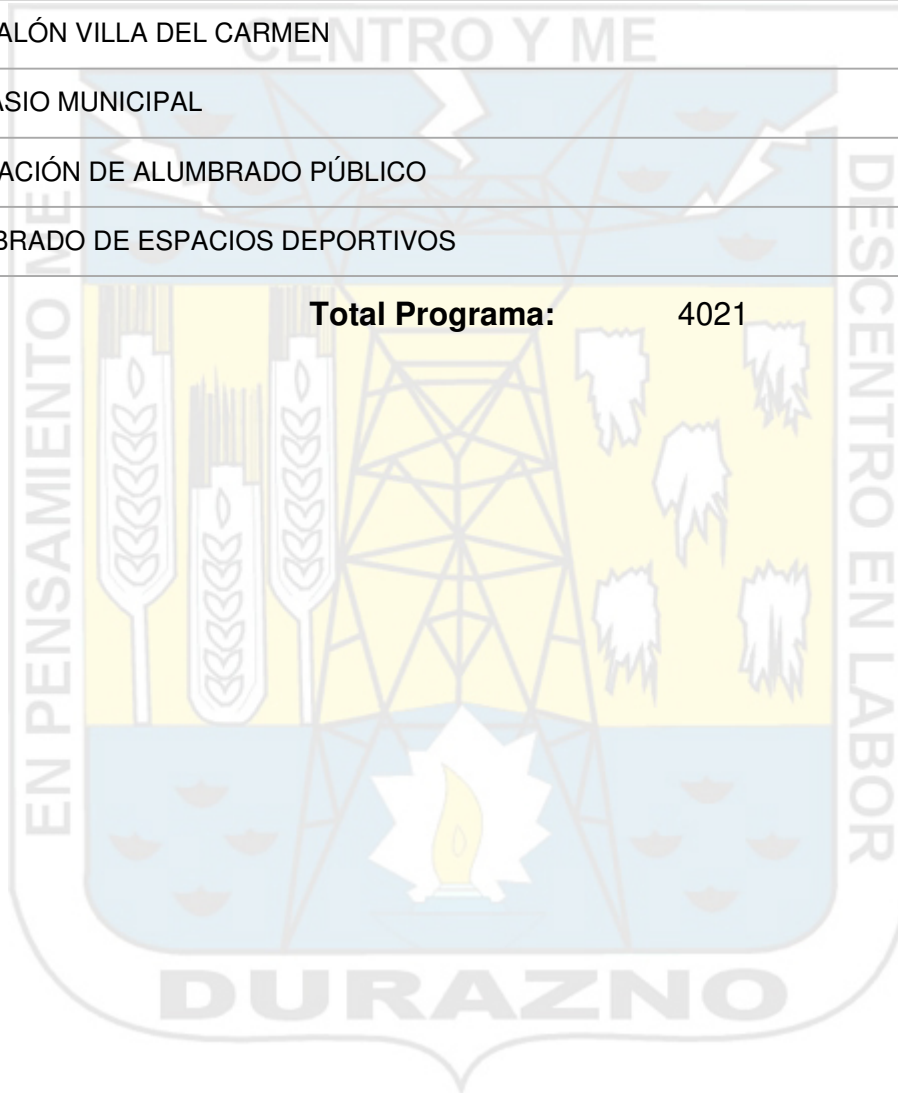 CENTRO Y ME
ALÓN VILLA DEL CARMEN
ASIO MUNICIPAL
ACIÓN DE ALUMBRADO PÚBLICO
BRADO DE ESPACIOS DEPORTIVOS
Total Programa: 4021
EN PENSAMIENTO ME
DESCENTRO EN LABOR
DURAZNO